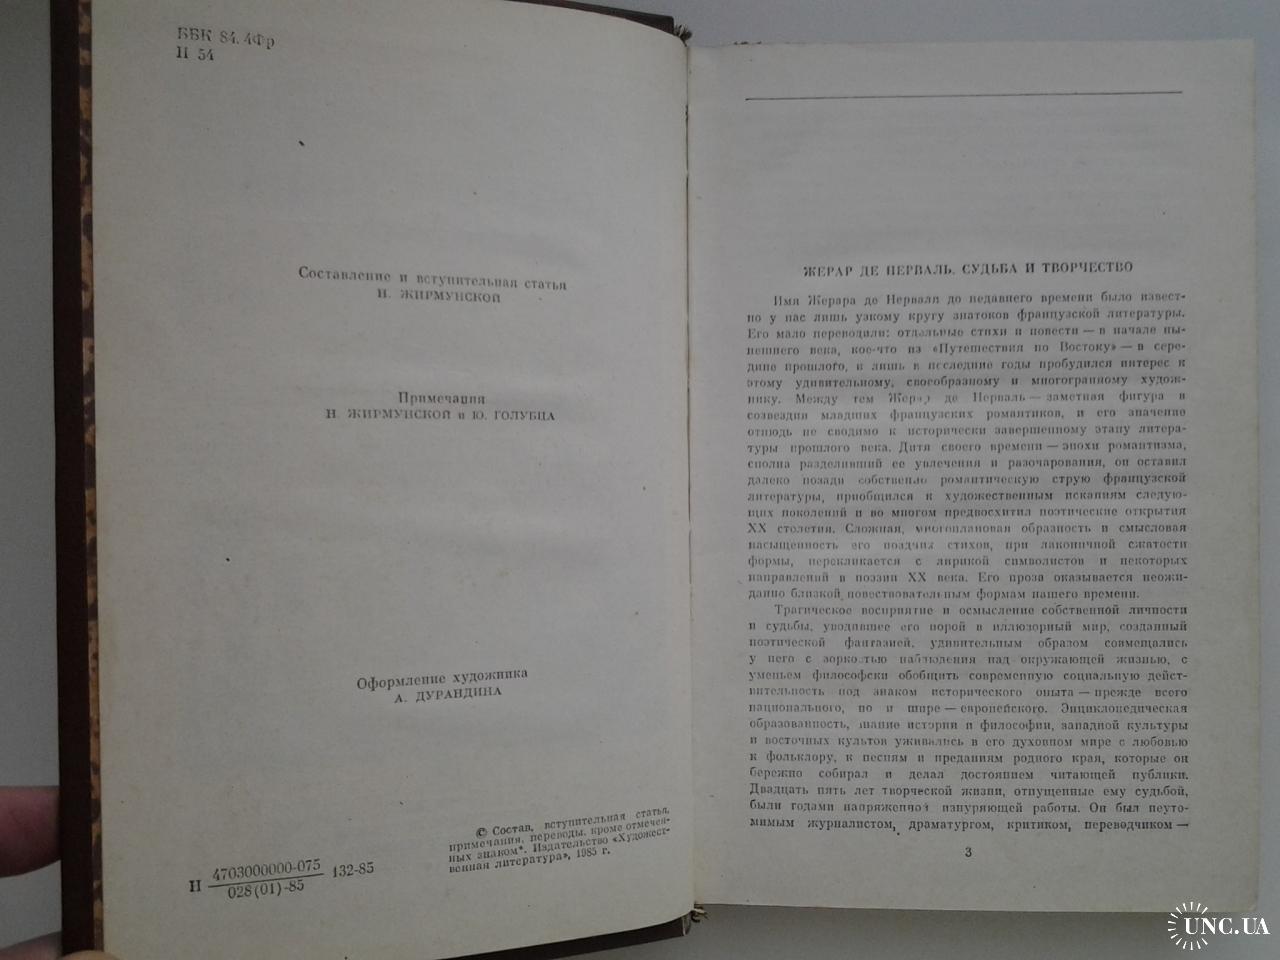 ББК 84.4Фр
Н 54
Составление и вступительная статья
Н. ЖИРМУНСКОЙ
Примечания
Н. ЖИРМУНСКОЙ и Ю. ГОЛУБЦА
Оформление художника
А. ДУРАНДИНА
Н 4703000000-075
028(01)-85
132-85
© Состав, вступительная статья,
примечания, переводы, кроме отмечен-
ных знаком*. Издательство «Художест-
венная литература», 1985 г.
ЖЕРАР ДЕ НЕРВАЛЬ. СУДЬБА И ТВОРЧЕСТВО
Имя Жерара де Нерваля до недавнего времени было извест-
но у нас лишь узкому кругу знатоков французской литературы.
Его мало переводили: отдельные стихи и повести — в начале ны-
нешнего века, кое-что из «Путешествия по Востоку» — в сере-
дине прошлого, и лишь в последние годы пробудился интерес к
этому удивительному, своеобразному и многогранному худож-
нику. Между тем Жерар де Нерваль — заметная фигура в
созвездии младших французских романтиков, и его значение
отнюдь не сводимо к исторически завершенному этапу литера-
туры прошлого века. Дитя своего времени — эпохи романтизма,
сполна разделивший ее увлечения и разочарования, он оставил
далеко позади собственно романтическую струю французской
литературы, приобщился к художественным исканиям следую-
щих поколений и во многом предвосхитил поэтические открытия
XX столетия. Сложная, многоплановая образность и смысловая
насыщенность его поздних стихов, при лаконичной сжатости
формы, перекликается с лирикой символистов и некоторых
направлений в поэзии XX века. Его проза оказывается неожи-
данно близкой повествовательным формам нашего времени.
Трагическое восприятие и осмысление собственной личности
и судьбы, уводившее его порой в иллюзорный мир, созданный
поэтической фантазией, удивительным образом совмещались
у него с зоркостью наблюдения над окружающей жизнью, с
уменьем философски обобщить современную социальную дейст-
вительность под знаком исторического опыта — прежде всего
национального, но и шире — европейского. Энциклопедическая
образованность, знание истории и философии, западной культуры
и восточных культов уживались в его духовном мире с любовью
к фольклору, к песням и преданиям родного края, которые он
бережно собирал и делал достоянием читающей публики.
Двадцать пять лет творческой жизни, отпущенные ему судьбой,
были годами напряженной изнуряющей работы. Он был неуто-
мимым журналистом, драматургом, критиком, переводчиком —
3
UNC.UA